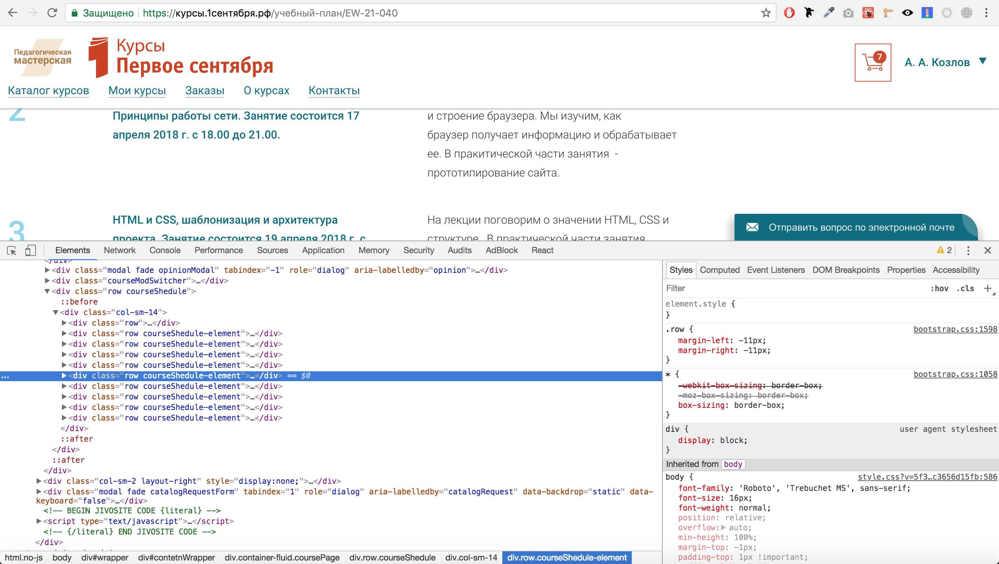 Защищено https://курсы.1сентября.рф/учебный-план/EW-21-040
Педагогическая
мастерская
Курсы
Первое сентября
7
А. А. Козлов
Каталог курсов Мои курсы Заказы О курсах Контакты
2
Принципы работы сети. Занятие состоится 17
апреля 2018 г. с 18.00 до 21.00.
и строение браузера. Мы изучим, как
браузер получает информацию и обрабатывает
ее. В пракитической части занятия -
прототипирование сайта.
3
HTML и CSS, шаблонизация и архитектура
проекта. Занятие состоится 19 апреля 2018 г. с
На лекции поговорим о значении HTML, CSS и
структуре. В практической части занятия
Отправить вопрос по электронной почте
Elements Network Console Performance Sources Application Memory Security Audits AdBlock React 2
</div>
<div class="modal fade opinionModal" tabindex="-1" role="dialog" aria-labelledby="opinion">…</div>
<div class="courseModSwitcher">…</div>
<div class="row courseShedule">
::before
<div class="col-sm-14">
<div class="row">…</div>
<div class="row courseShedule-element">…</div>
<div class="row courseShedule-element">…</div>
<div class="row courseShedule-element">…</div>
<div class="row courseShedule-element">…</div>
… <div class="row courseShedule-element">…</div> == $0
<div class="row courseShedule-element">…</div>
<div class="row courseShedule-element">…</div>
<div class="row courseShedule-element">…</div>
<div class="row courseShedule-element">…</div>
</div>
::after
</div>
::after
</div>
<div class="col-sm-2 layout-right" style="display:none;">…</div>
<div class="modal fade catalogRequestForm" tabindex="1" role="dialog" aria-labelledby="catalogRequest" data-backdrop="static" data-
keyboard="false">…</div>
<!-- BEGIN JIVOSITE CODE {literal} -->
<script type="text/javascript">…</script>
<!-- {/literal} END JIVOSITE CODE -->
</div>
html.no-js body div#wrapper div#contetnWrapper div.container-fluid.coursePage div.row.courseShedule div.col-sm-14 div.row.courseShedule-element
Styles Computed Event Listeners DOM Breakpoints Properties Accessibility
Filter :hov .cls +
element.style {
}
.row { bootstrap.css:1598
margin-left: -11px;
margin-right: -11px;
}
* { bootstrap.css:1058
-webkit-box-sizing: border-box;
-moz-box-sizing: border-box;
box-sizing: border-box;
}
div { user agent stylesheet
display: block;
}
Inherited from body
body { style.css?v=5f3…c3656d15fb:586
font-family: 'Roboto', 'Trebuchet MS', sans-serif;
font-size: 16px;
font-weight: normal;
position: relative;
overflow: auto;
min-height: 100%;
margin-top: -1px;
padding-top: 1px !important;